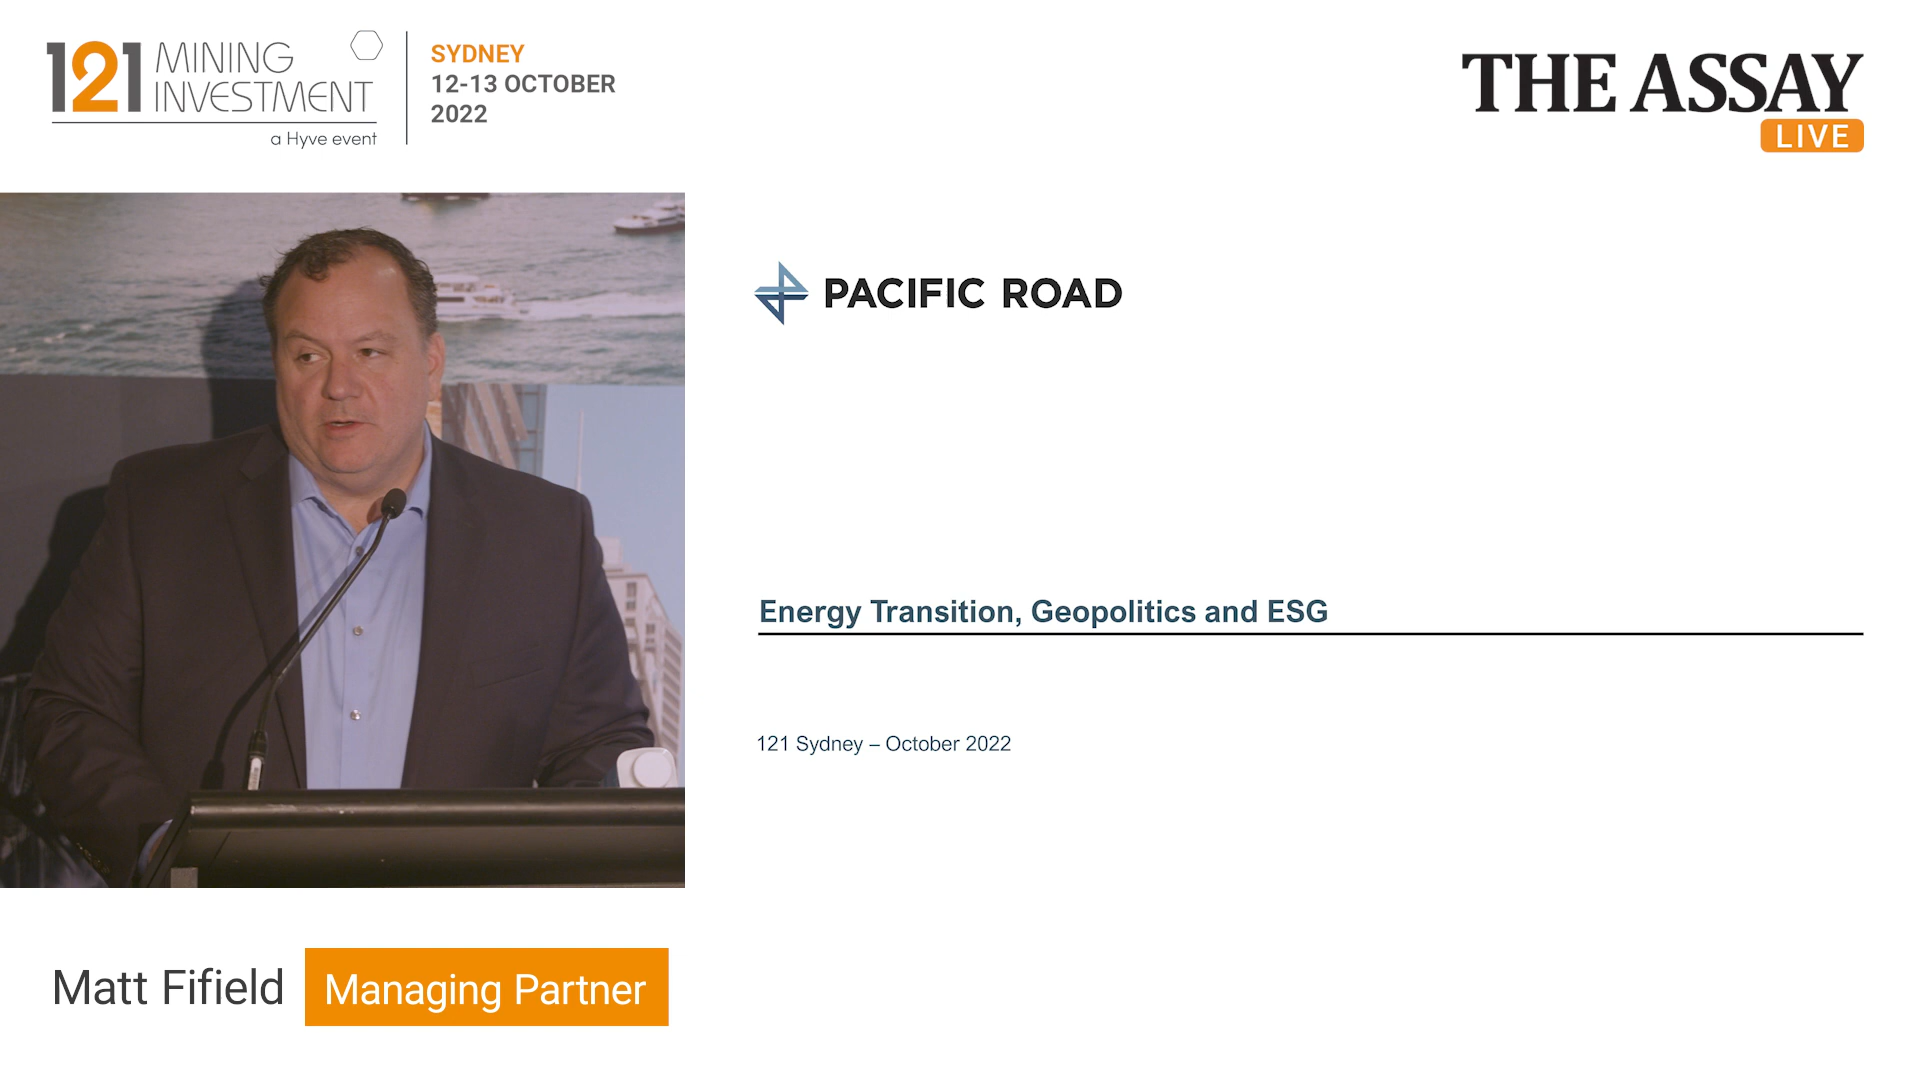 121 MINING
INVESTMENT
a Hyve event
SYDNEY
12-13 OCTOBER
2022
THE ASSAY
LIVE
PACIFIC ROAD
Energy Transition, Geopolitics and ESG
121 Sydney – October 2022
Matt Fifield
Managing Partner